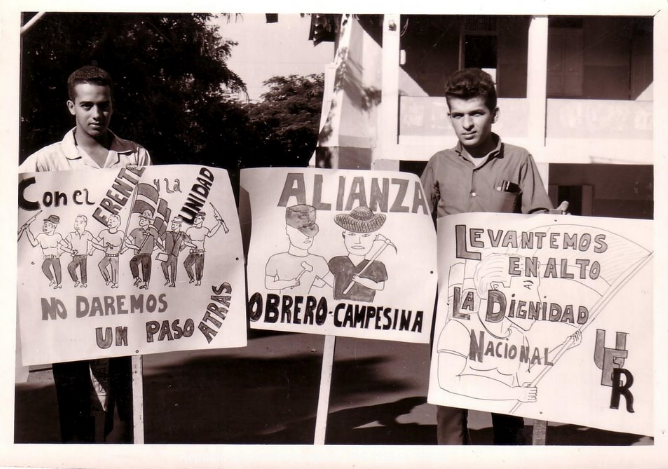 Con el FRENTE y la UNIDAD
NO DAREMOS
UN PASO ATRAS
ALIANZA
OBRERO-CAMPESINA
LEVANTEMOS
EN ALTO
LA DIGNIDAD
NACIONAL
UER